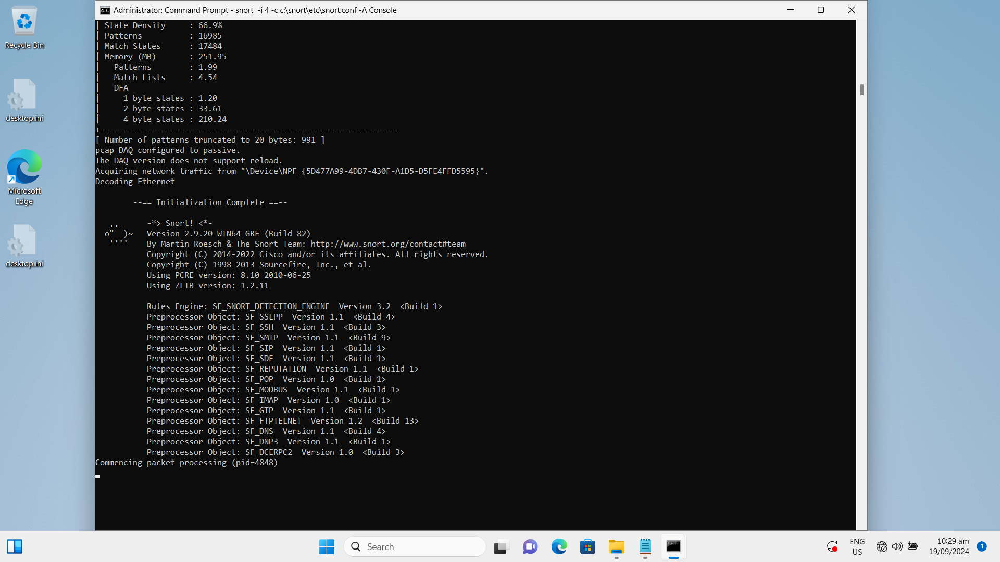 Administrator: Command Prompt - snort  -i 4 -c c:\snort\etc\snort.conf -A Console
Recycle Bin
desktop.ini
Microsoft
Edge
desktop.ini
| State Density     : 66.9%
| Patterns          : 16985
| Match States      : 17484
| Memory (MB)       : 251.95
|   Patterns        : 1.99
|   Match Lists     : 4.54
|   DFA
|     1 byte states : 1.20
|     2 byte states : 33.61
|     4 byte states : 210.24
+----------------------------------------------------------------
[ Number of patterns truncated to 20 bytes: 991 ]
pcap DAQ configured to passive.
The DAQ version does not support reload.
Acquiring network traffic from "\Device\NPF_{5D477A99-4DB7-430F-A1D5-D5FE4FFD5595}".
Decoding Ethernet
        --== Initialization Complete ==--
   ,,_     -*> Snort! <*-
  o"  )~   Version 2.9.20-WIN64 GRE (Build 82)
   ''''    By Martin Roesch & The Snort Team: http://www.snort.org/contact#team
           Copyright (C) 2014-2022 Cisco and/or its affiliates. All rights reserved.
           Copyright (C) 1998-2013 Sourcefire, Inc., et al.
           Using PCRE version: 8.10 2010-06-25
           Using ZLIB version: 1.2.11
           Rules Engine: SF_SNORT_DETECTION_ENGINE  Version 3.2  <Build 1>
           Preprocessor Object: SF_SSLPP  Version 1.1  <Build 4>
           Preprocessor Object: SF_SSH  Version 1.1  <Build 3>
           Preprocessor Object: SF_SMTP  Version 1.1  <Build 9>
           Preprocessor Object: SF_SIP  Version 1.1  <Build 1>
           Preprocessor Object: SF_SDF  Version 1.1  <Build 1>
           Preprocessor Object: SF_REPUTATION  Version 1.1  <Build 1>
           Preprocessor Object: SF_POP  Version 1.0  <Build 1>
           Preprocessor Object: SF_MODBUS  Version 1.1  <Build 1>
           Preprocessor Object: SF_IMAP  Version 1.0  <Build 1>
           Preprocessor Object: SF_GTP  Version 1.1  <Build 1>
           Preprocessor Object: SF_FTPTELNET  Version 1.2  <Build 13>
           Preprocessor Object: SF_DNS  Version 1.1  <Build 4>
           Preprocessor Object: SF_DNP3  Version 1.1  <Build 1>
           Preprocessor Object: SF_DCERPC2  Version 1.0  <Build 3>
Commencing packet processing (pid=4848)
Search
ENG
US
10:29 am
19/09/2024
1